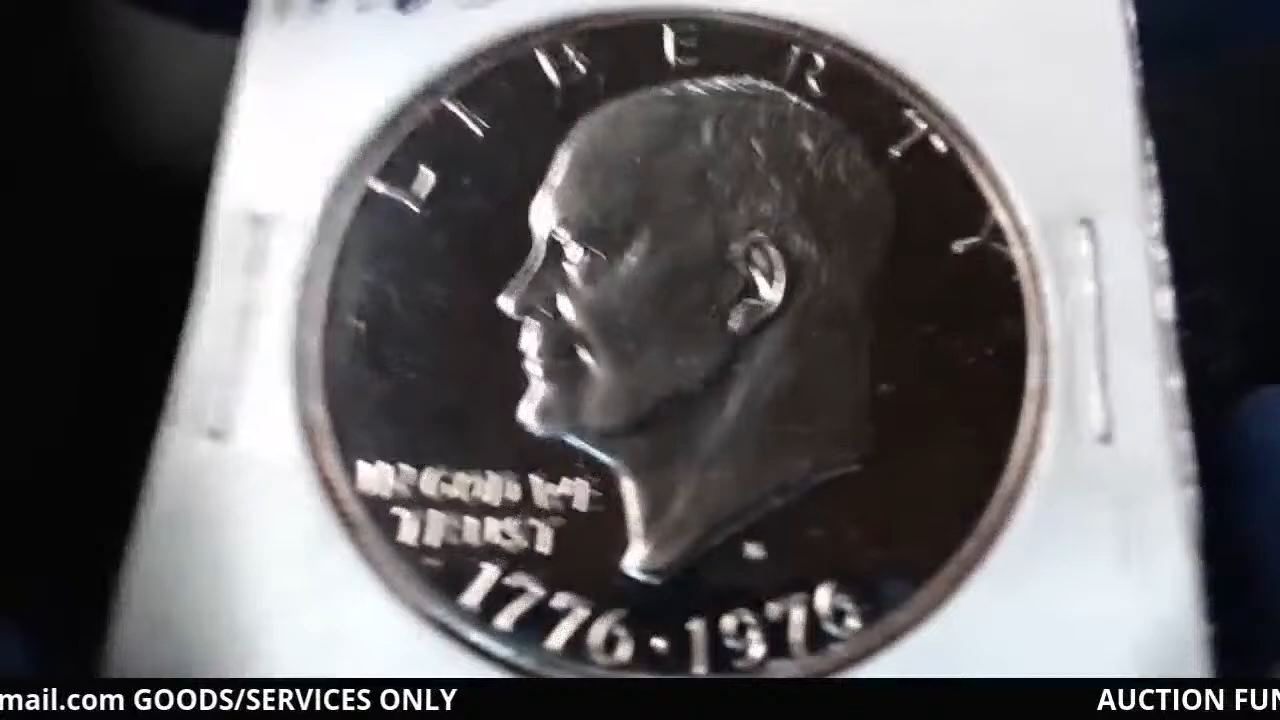 LIBERTY
IN GOD WE
TRUST
1776·1976
mail.com GOODS/SERVICES ONLY
AUCTION FUN